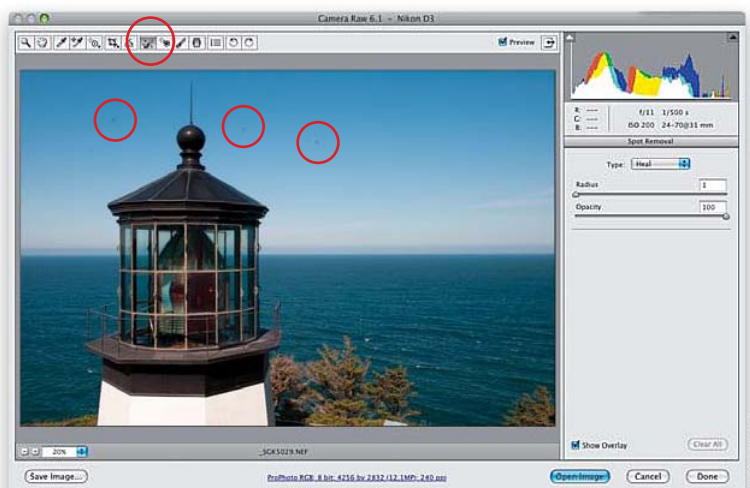 Camera Raw 6.1 – Nikon D3
Preview
R: ---
G: ---
B: ---
f/11 1/500 s
ISO 200 24-70@31 mm
Spot Removal
Type: Heal
Radius 1
Opacity 100
20%
_SGK5029.NEF
Show Overlay
Clear All
Save Image...
ProPhoto RGB; 8 bit; 4256 by 2832 (12.1MP); 240 ppi
Open Image
Cancel
Done